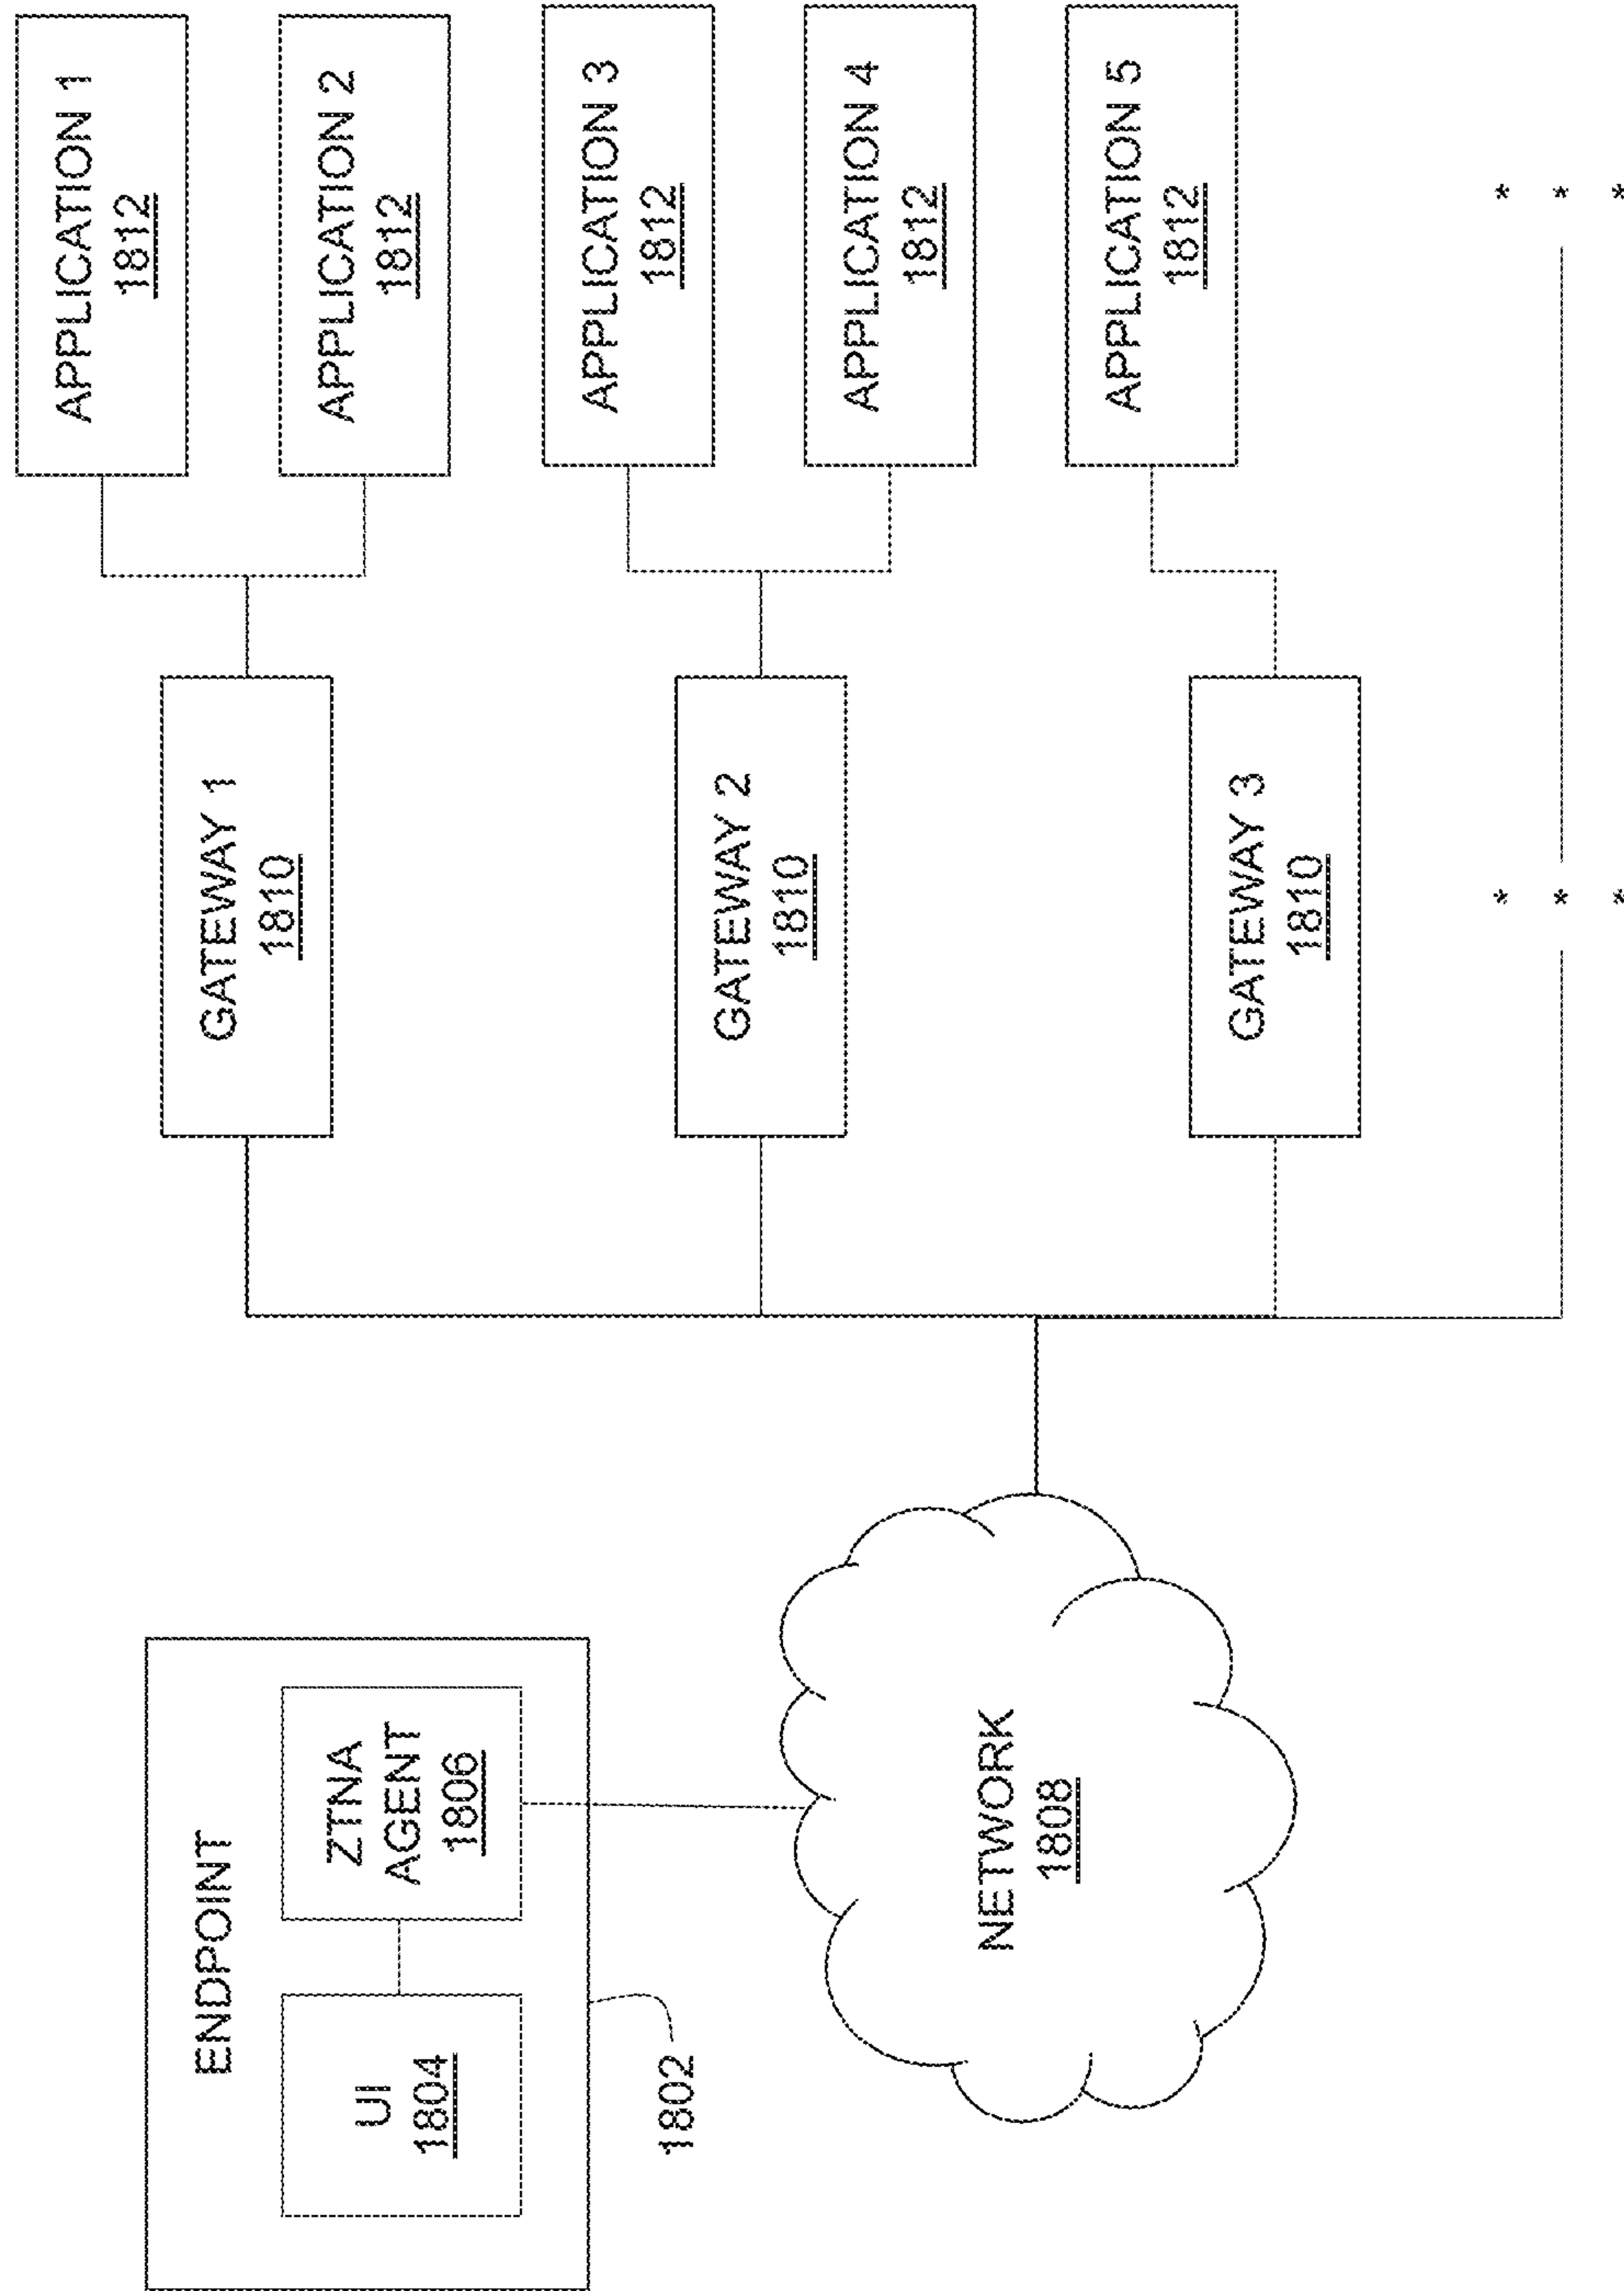 ENDPOINT
UI
1804
ZTNA
AGENT
1806
1802
NETWORK
1808
GATEWAY 1
1810
GATEWAY 2
1810
GATEWAY 3
1810
APPLICATION 1
1812
APPLICATION 2
1812
APPLICATION 3
1812
APPLICATION 4
1812
APPLICATION 5
1812
* *
* *
* *